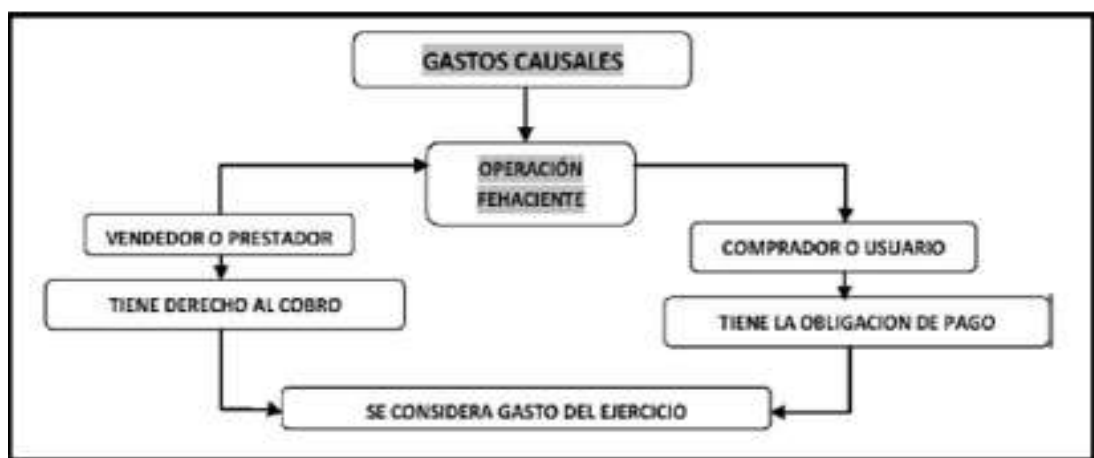 GASTOS CAUSALES
OPERACIÓN
FEHACIENTE
VENDEDOR O PRESTADOR
COMPRADOR O USUARIO
TIENE DERECHO AL COBRO
TIENE LA OBLIGACION DE PAGO
SE CONSIDERA GASTO DEL EJERCICIO